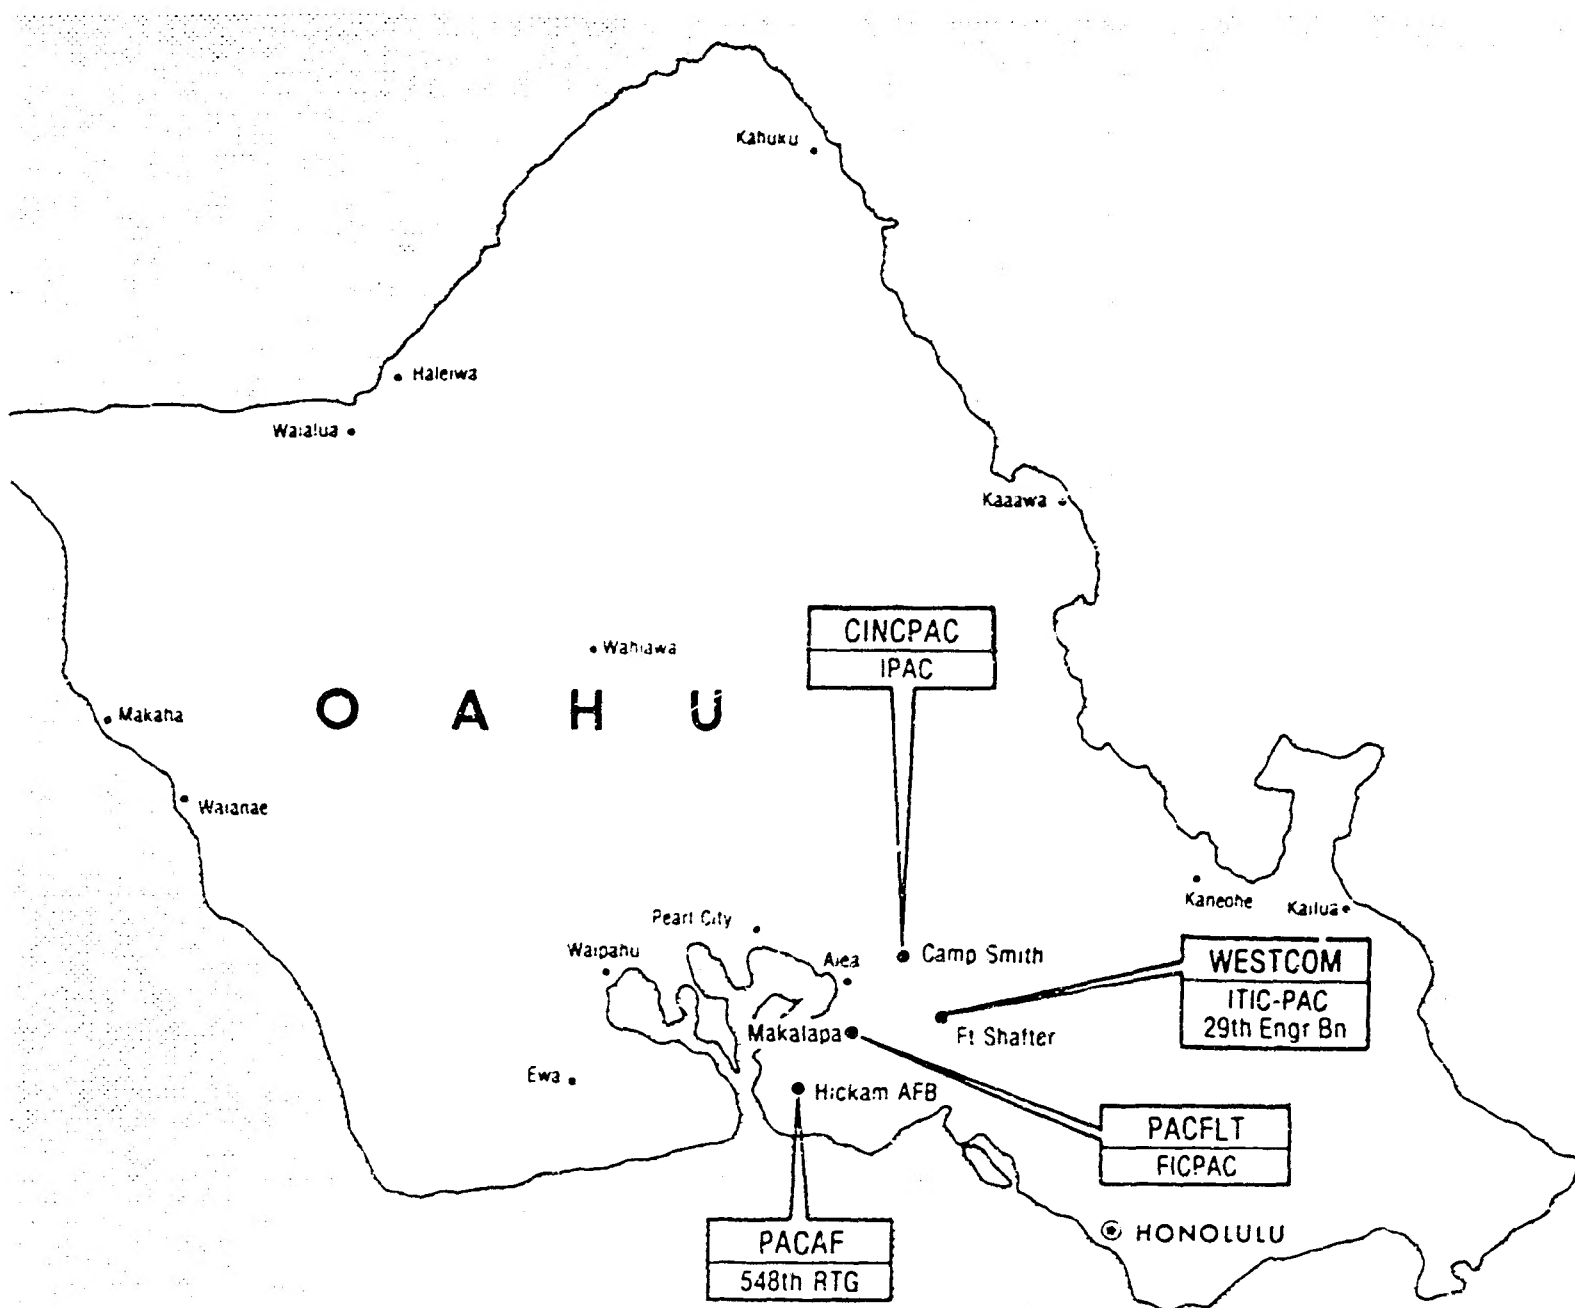 Kahuku
Haleiwa
Waialua
Kaaawa
CINCPAC
IPAC
Wahiawa
O A H U
Makaha
Waianae
Kaneohe
Kailua
Pearl City
Waipahu
Aiea
Camp Smith
WESTCOM
ITIC-PAC
29th Engr Bn
Makalapa
Ft Shafter
Ewa
Hickam AFB
PACFLT
FICPAC
PACAF
548th RTG
HONOLULU